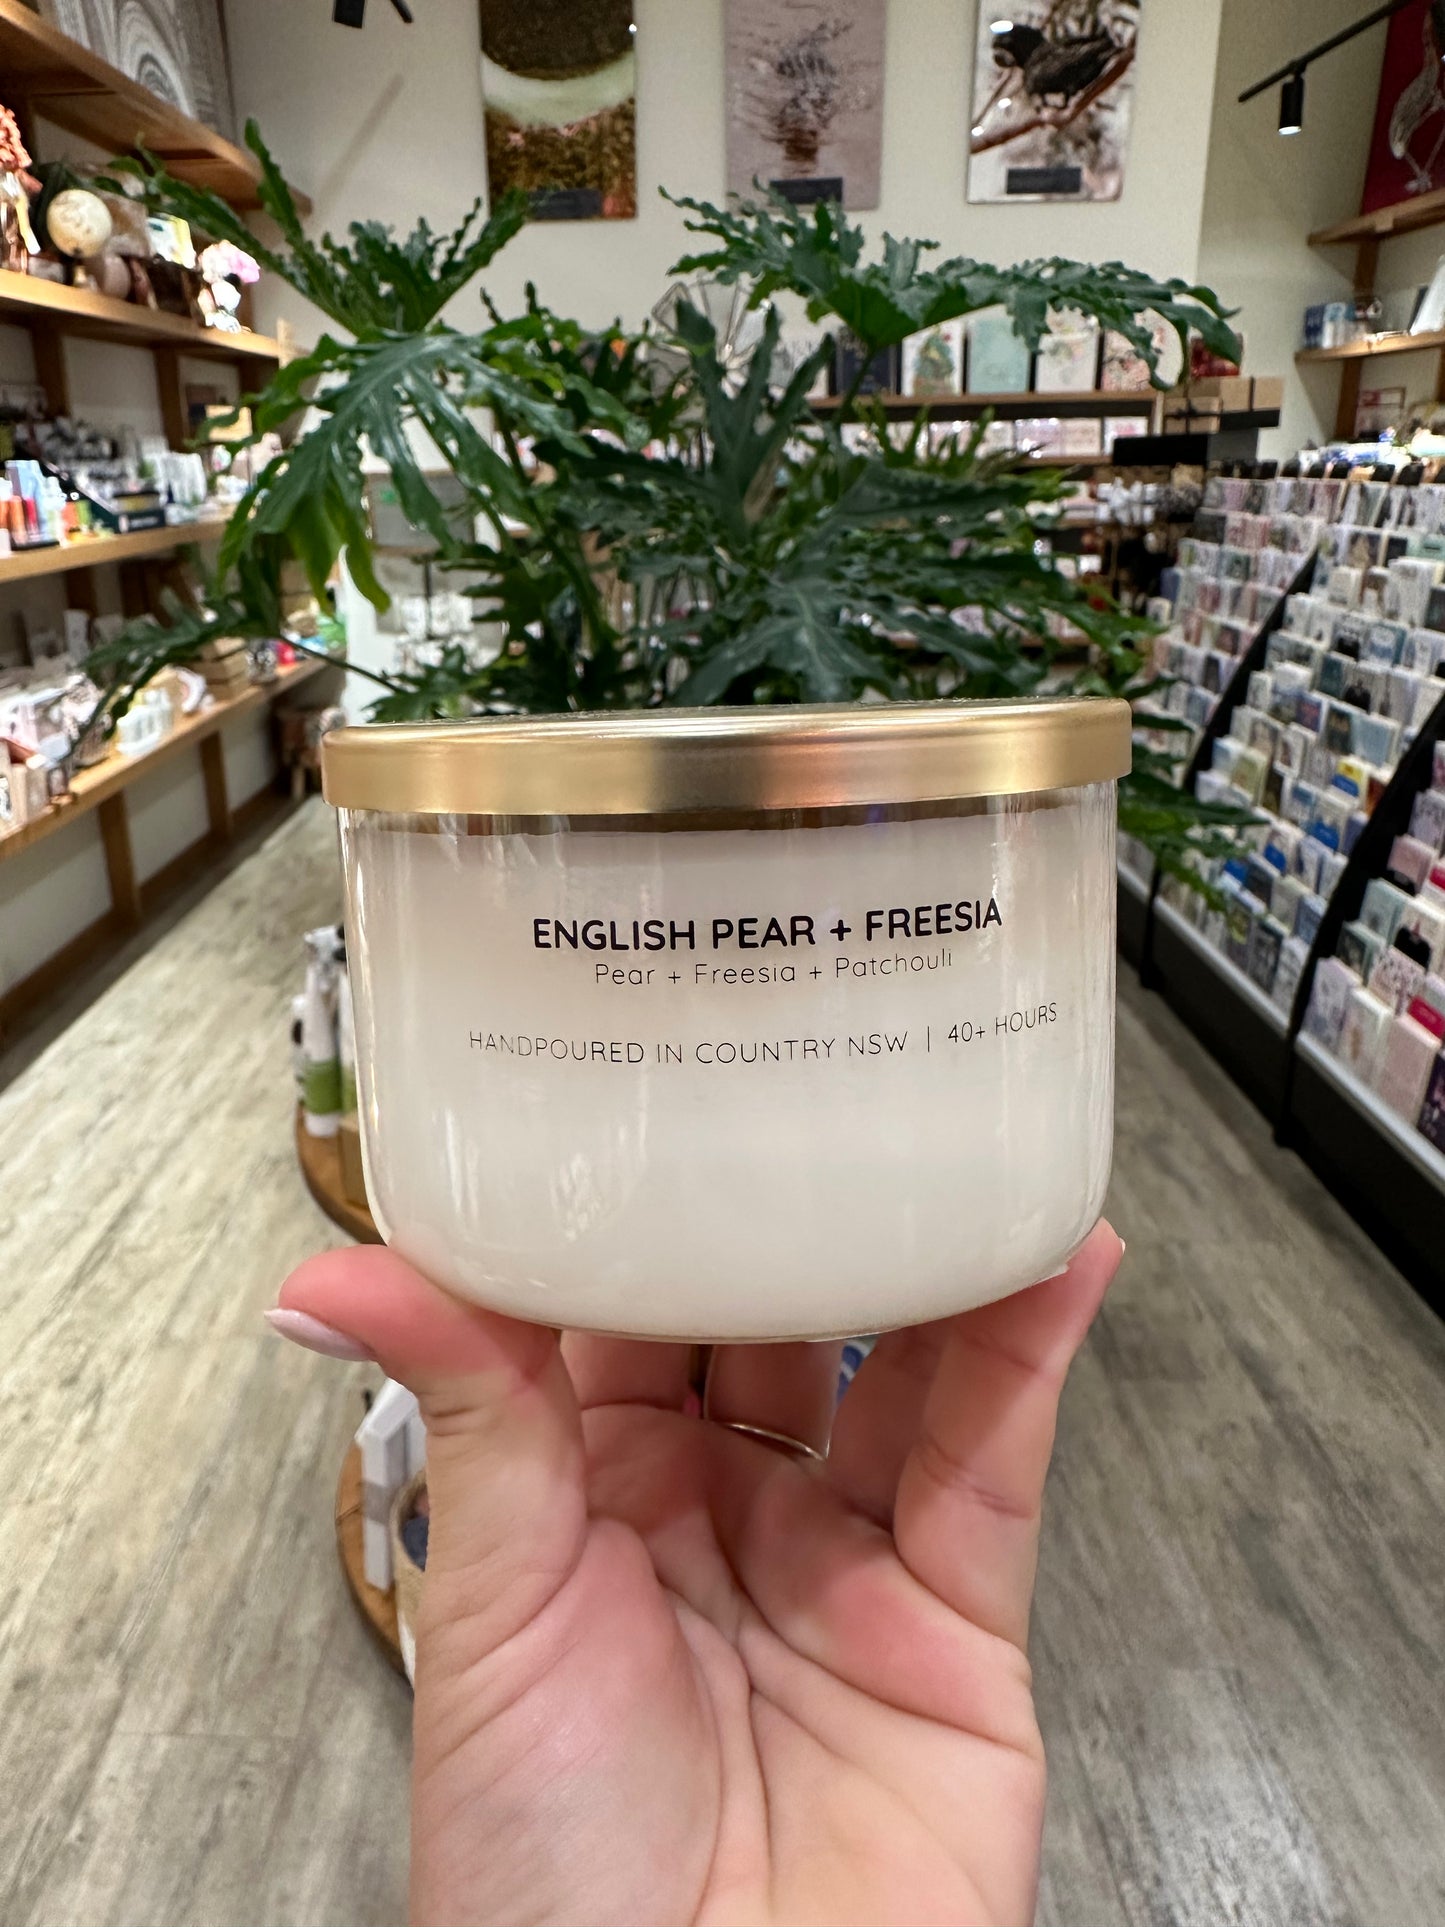 ENGLISH PEAR + FREESIA
Pear + Freesia + Patchouli
HANDPOURED IN COUNTRY NSW | 40+ HOURS